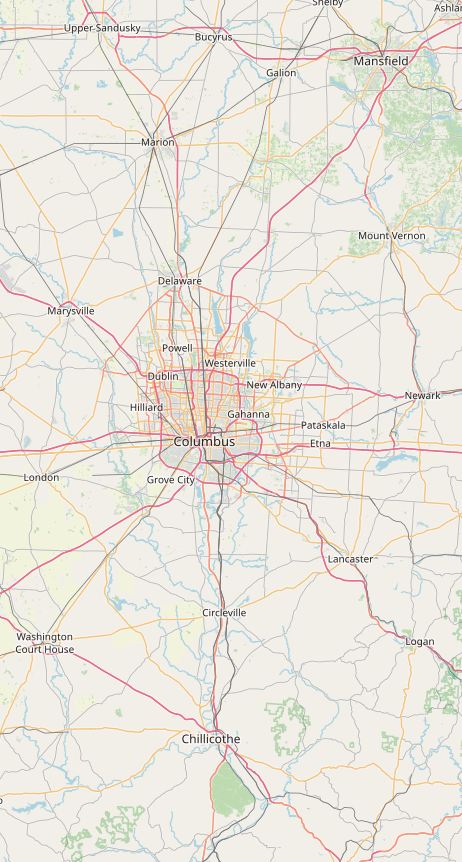 Shelby
Ashlan
Upper Sandusky
Bucyrus
Mansfield
Galion
Marion
Mount Vernon
Delaware
Marysville
Powell
Westerville
Dublin
New Albany
Newark
Hilliard
Gahanna
Pataskala
Columbus
Etna
London
Grove City
Lancaster
Circleville
Washington
Court House
Logan
Chillicothe